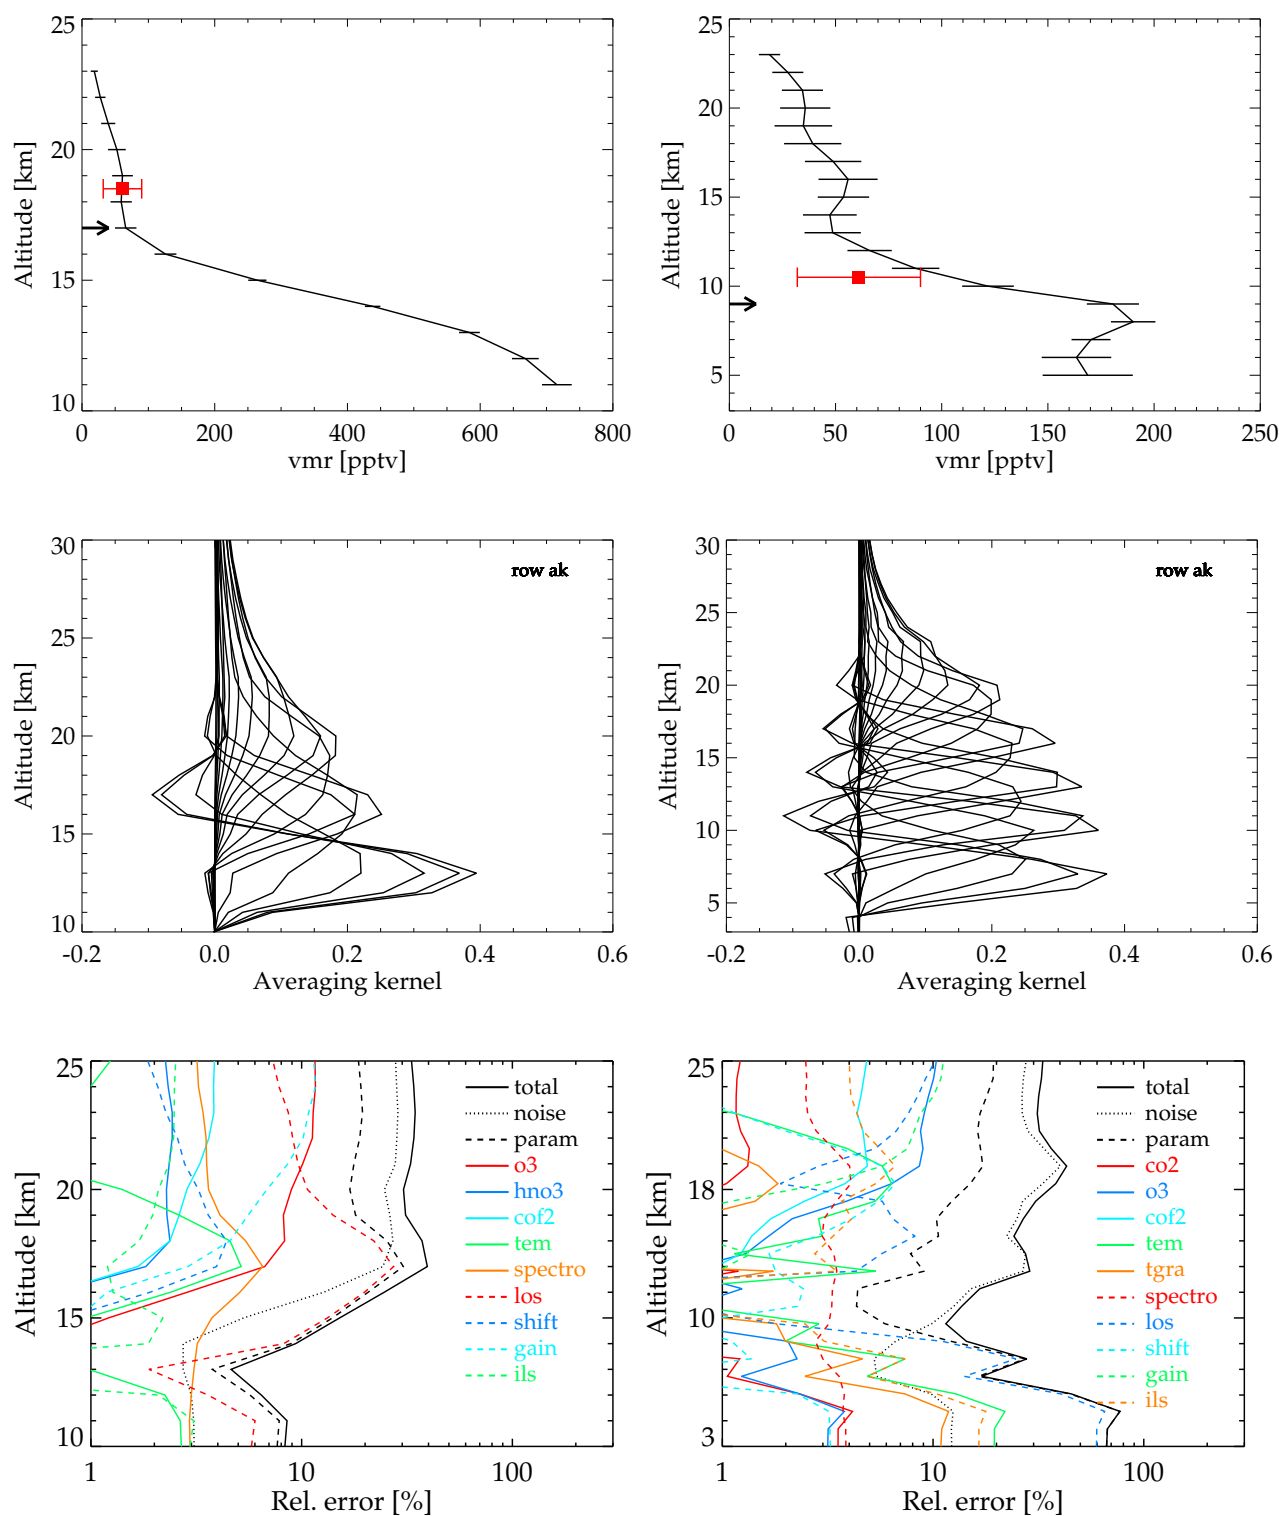 25
20
15
10
Altitude [km]
0 200 400 600 800
vmr [pptv]
25
20
15
10
5
Altitude [km]
0 50 100 150 200 250
vmr [pptv]
30
25
20
15
10
Altitude [km]
row ak
-0.2 0.0 0.2 0.4 0.6
Averaging kernel
30
25
20
15
10
5
Altitude [km]
row ak
-0.2 0.0 0.2 0.4 0.6
Averaging kernel
25
20
15
10
Altitude [km]
total
noise
param
o3
hno3
cof2
tem
spectro
los
shift
gain
ils
1 10 100
Rel. error [%]
25
18
10
3
Altitude [km]
total
noise
param
co2
o3
cof2
tem
tgra
spectro
los
shift
gain
ils
1 10 100
Rel. error [%]